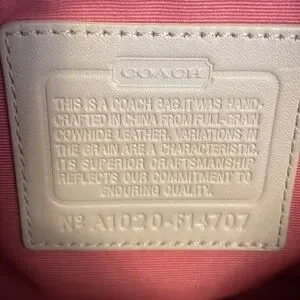 COACH
THIS IS A COACH BAG.IT WAS HAND-
CRAFTED IN CHINA FROM FULL-GRAIN
COWHIDE LEATHER. VARIATIONS IN
THE GRAIN ARE A CHARACTERISTIC.
ITS SUPERIOR CRAFTSMANSHIP
REFLECTS OUR COMMITMENT TO
ENDURING QUALITY.
Nº A1020-F14707